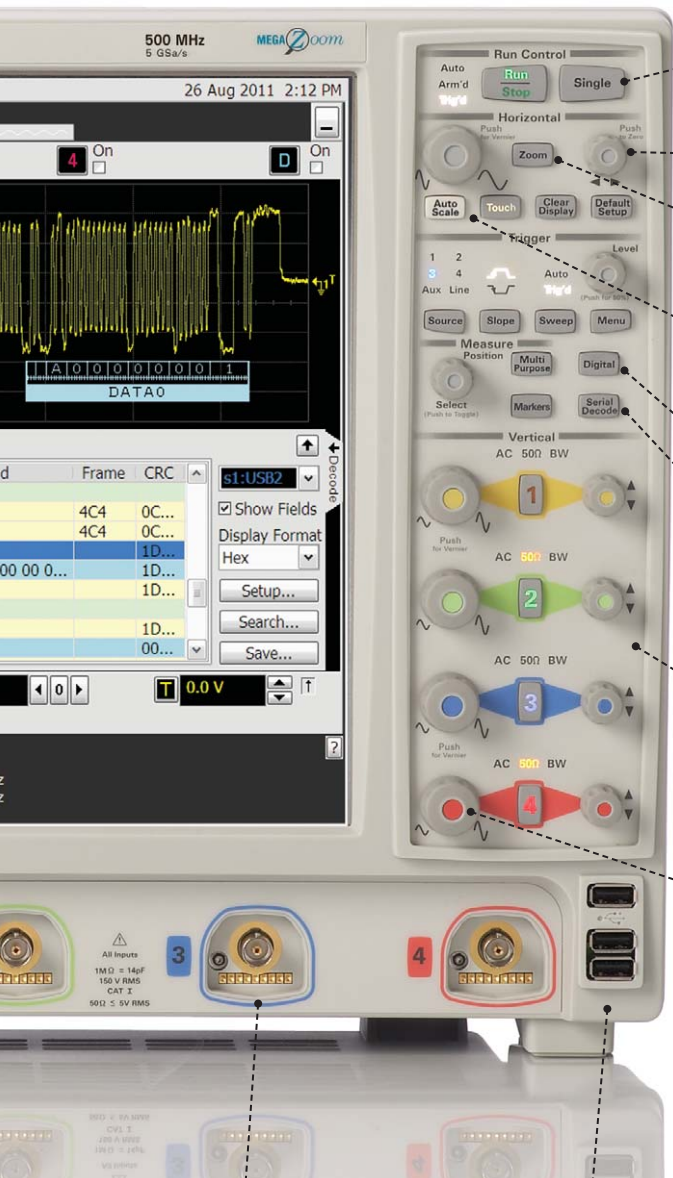 500 MHz
5 GSa/s
MEGA Zoom
26 Aug 2011 2:12 PM
4 On
D On
T
A 0 0 0 0 0 0 0 1
DATA0
Decode
d Frame CRC
4C4 0C...
4C4 0C...
1D...
00 00 0... 1D...
1D...
1D...
00...
s1:USB2
Show Fields
Display Format
Hex
Setup...
Search...
Save...
0
T 0.0 V
?
z
z
Run Control
Auto
Arm'd
Trig'd
Run
Stop
Single
Horizontal
Push
for Vernier
Zoom
Push
to Zero
Auto
Scale
Touch
Clear
Display
Default
Setup
Trigger
1 2
3 4
Aux Line
Auto
Trig'd
Level
(Push for 50%)
Source
Slope
Sweep
Menu
Measure
Position
Select
(Push to Toggle)
Multi
Purpose
Digital
Markers
Serial
Decode
Vertical
AC 50Ω BW
1
Push
for Vernier
AC 50Ω BW
2
AC 50Ω BW
3
Push
for Vernier
AC 50Ω BW
4
All Inputs
1MΩ = 14pF
150 V RMS
CAT I
50Ω ≤ 5V RMS
3
4